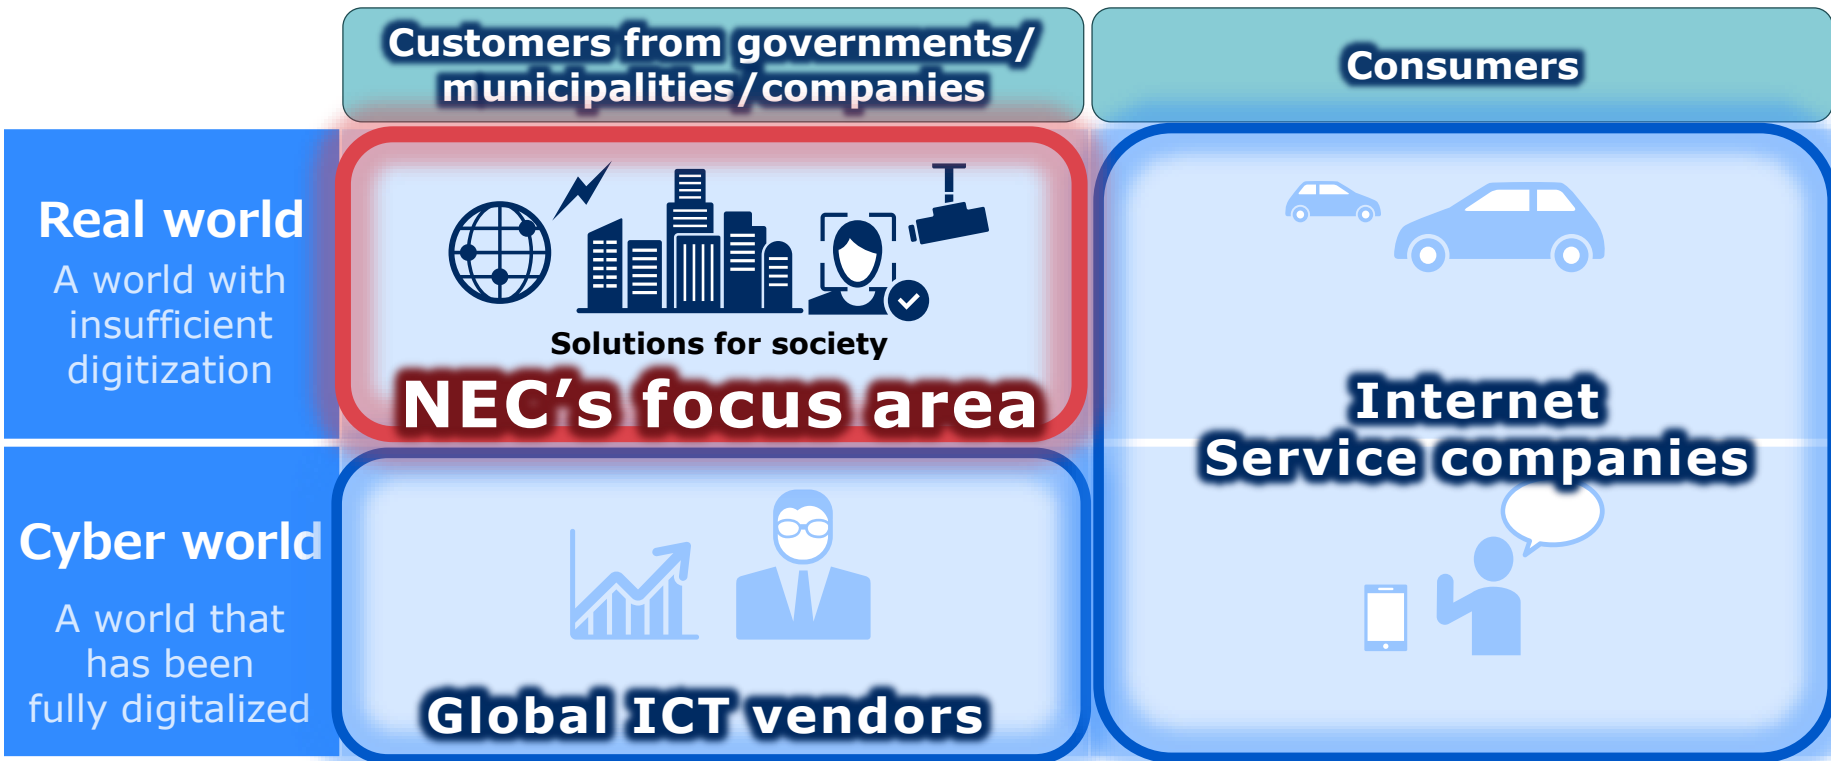 Customers from governments/
municipalities/companies
Consumers
Real world
A world with
insufficient
digitization
Solutions for society
NEC’s focus area
Internet
Service companies
Cyber world
A world that
has been
fully digitalized
Global ICT vendors